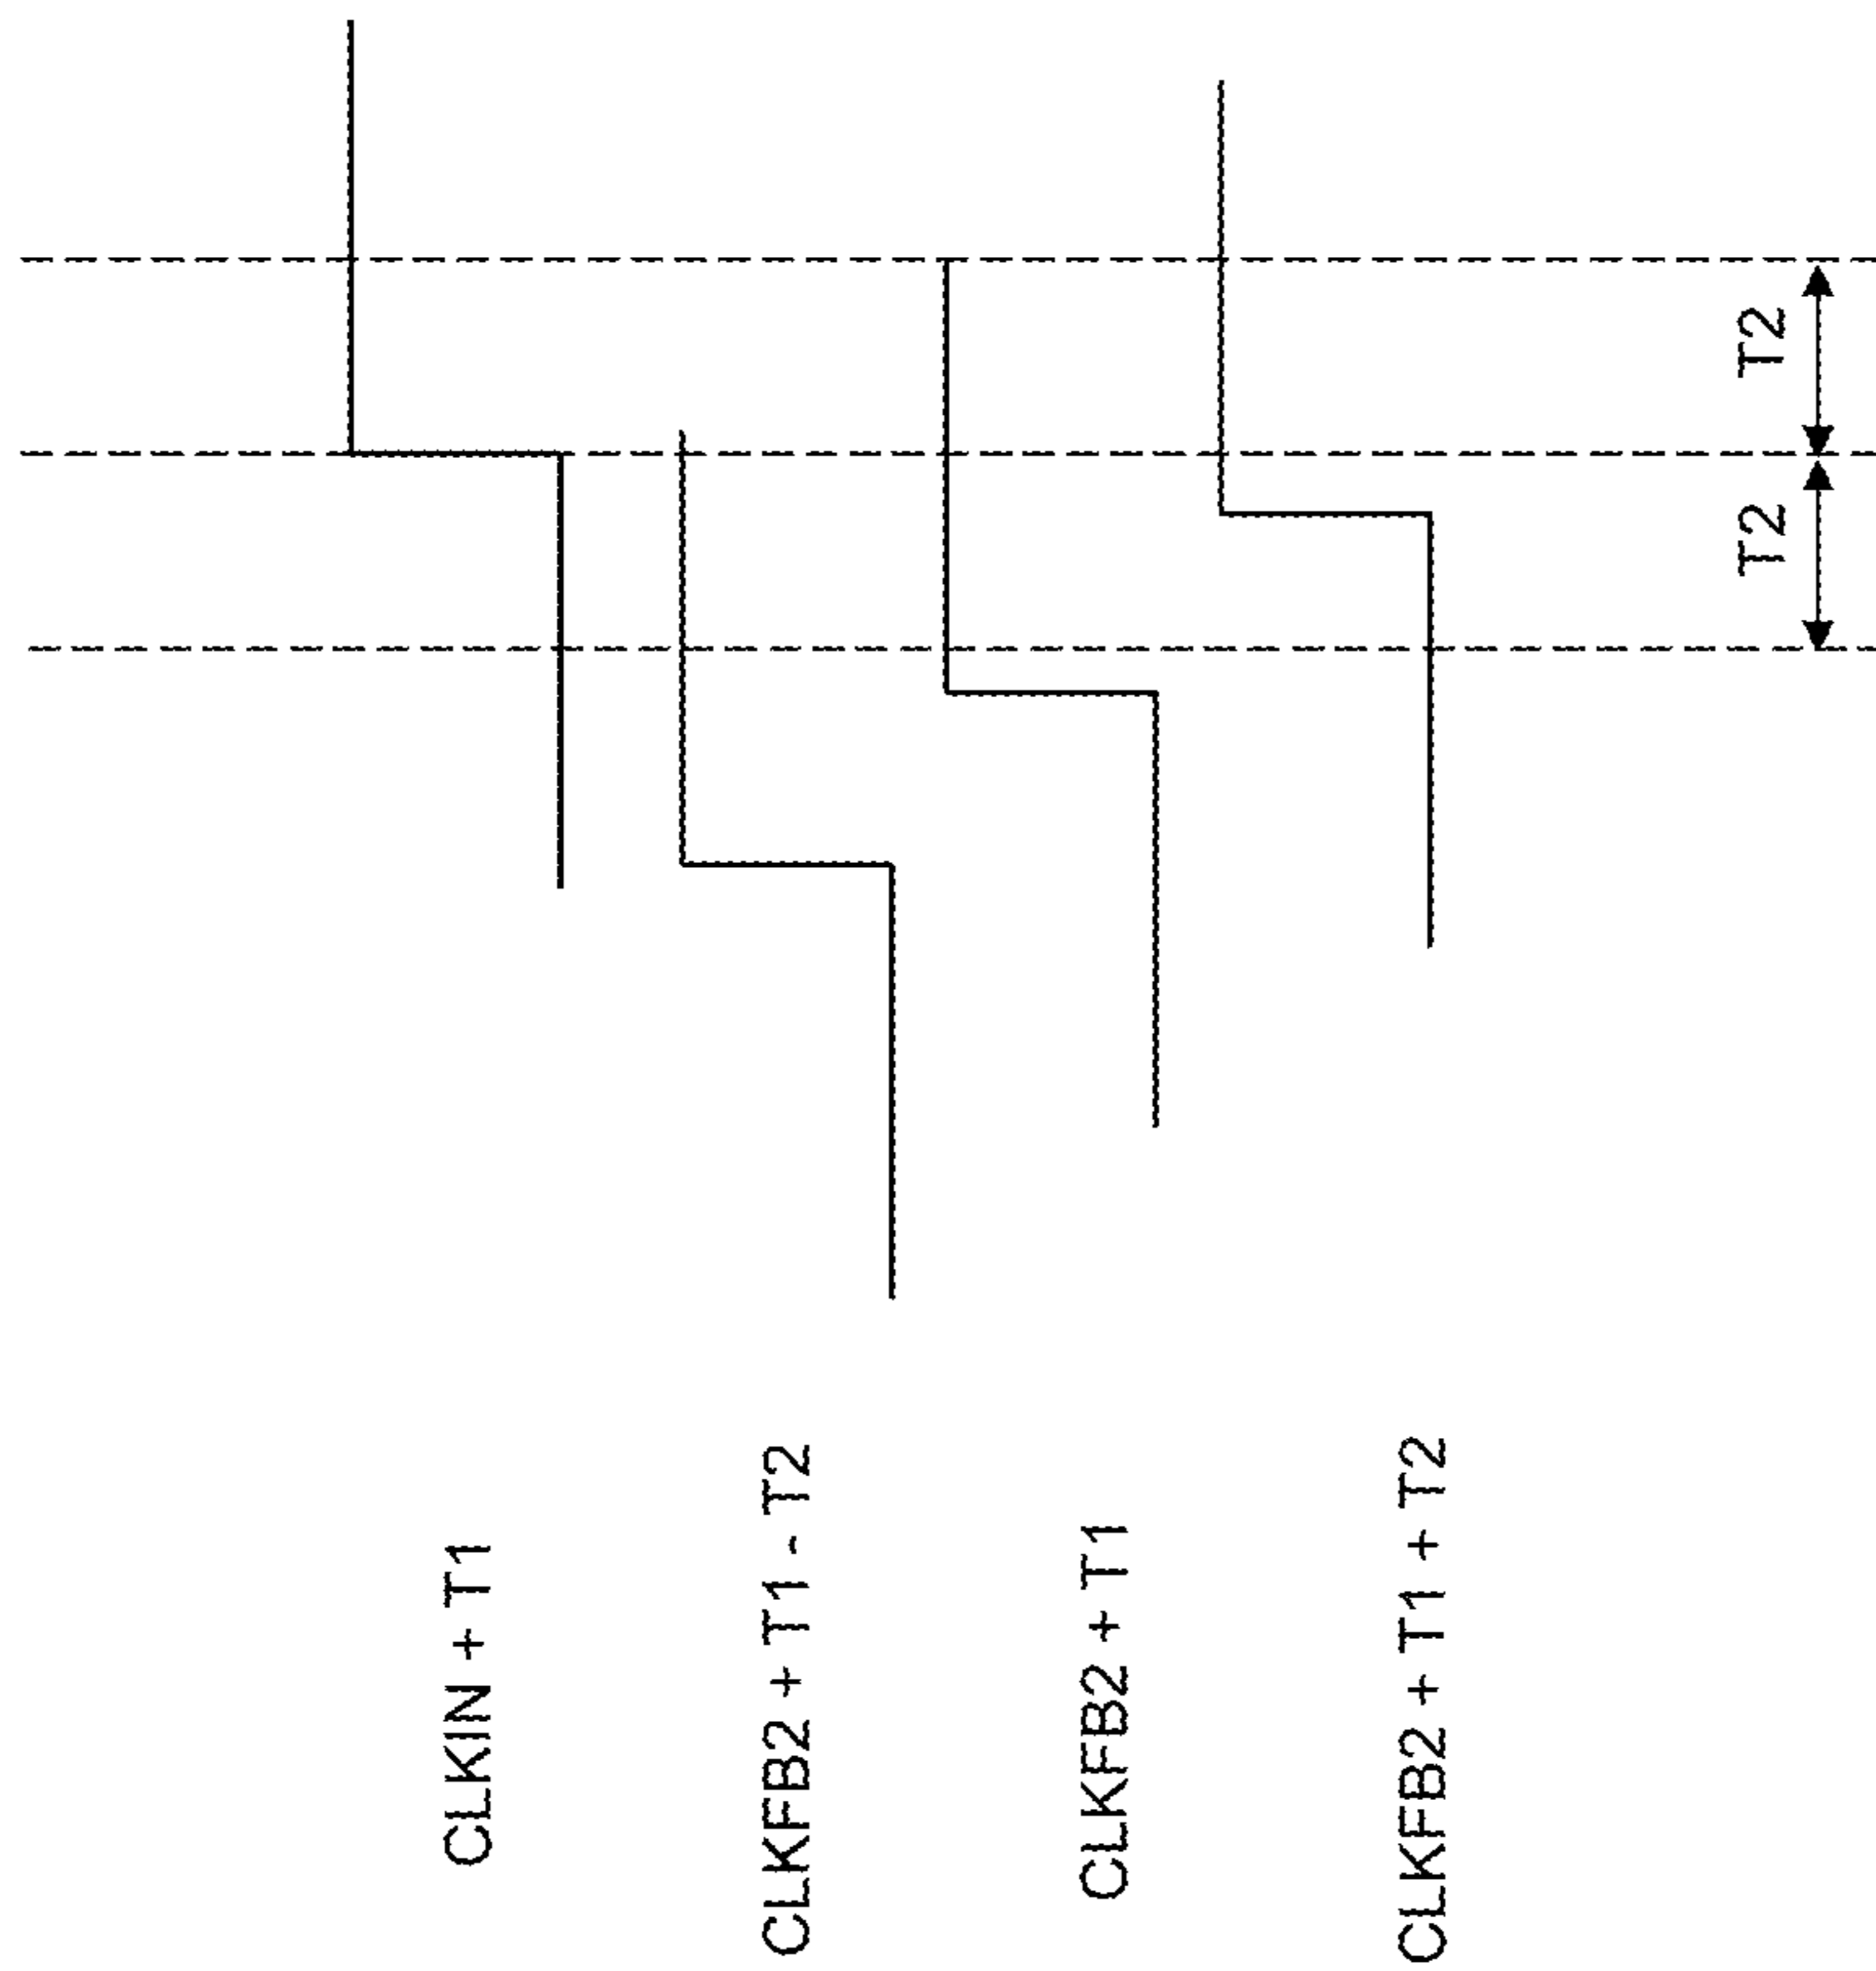 CLKIN + T1
CLKFB2 + T1 - T2
CLKFB2 + T1
CLKFB2 + T1 + T2
T2
T2